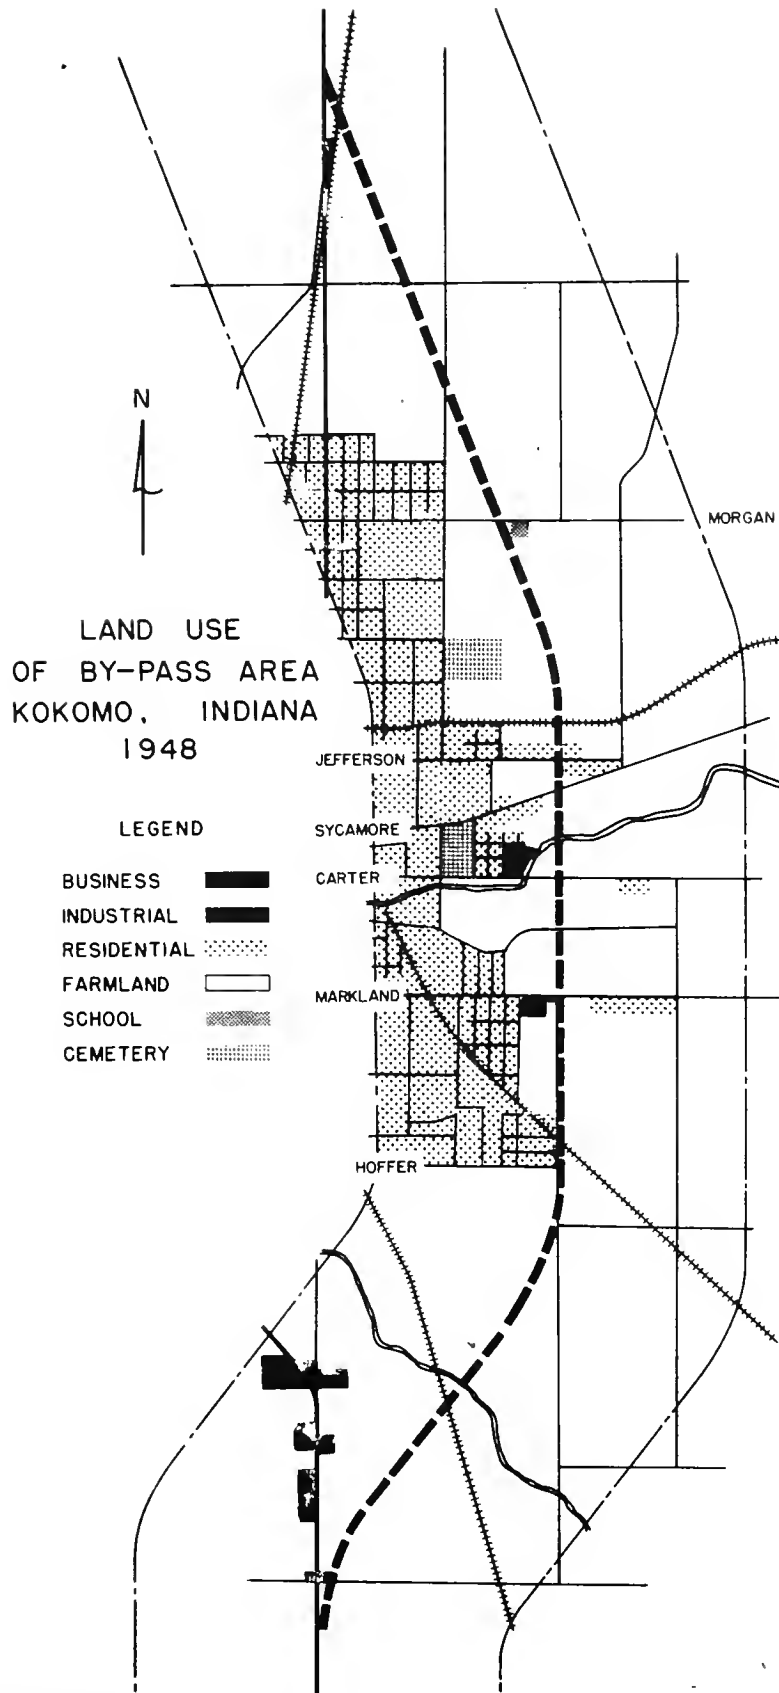 N
MORGAN
LAND USE
OF BY-PASS AREA
KOKOMO, INDIANA
1948
JEFFERSON
LEGEND
SYCAMORE
BUSINESS
CARTER
INDUSTRIAL
RESIDENTIAL
FARMLAND
MARKLAND
SCHOOL
CEMETERY
HOFFER